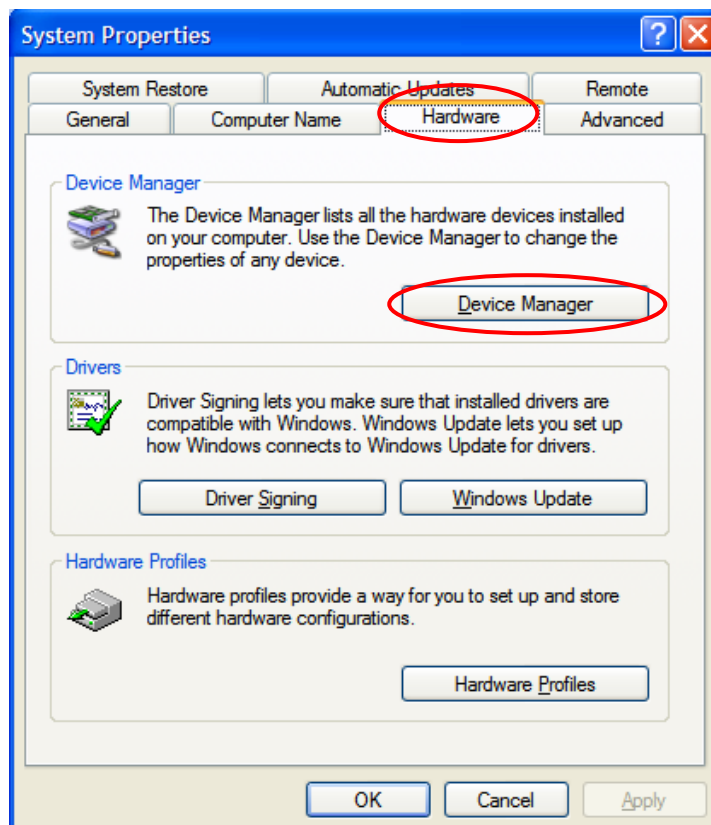 System Properties
System Restore Automatic Updates Remote
General Computer Name Hardware Advanced
Device Manager
The Device Manager lists all the hardware devices installed
on your computer. Use the Device Manager to change the
properties of any device.
Device Manager
Drivers
Driver Signing lets you make sure that installed drivers are
compatible with Windows. Windows Update lets you set up
how Windows connects to Windows Update for drivers.
Driver Signing Windows Update
Hardware Profiles
Hardware profiles provide a way for you to set up and store
different hardware configurations.
Hardware Profiles
OK Cancel Apply